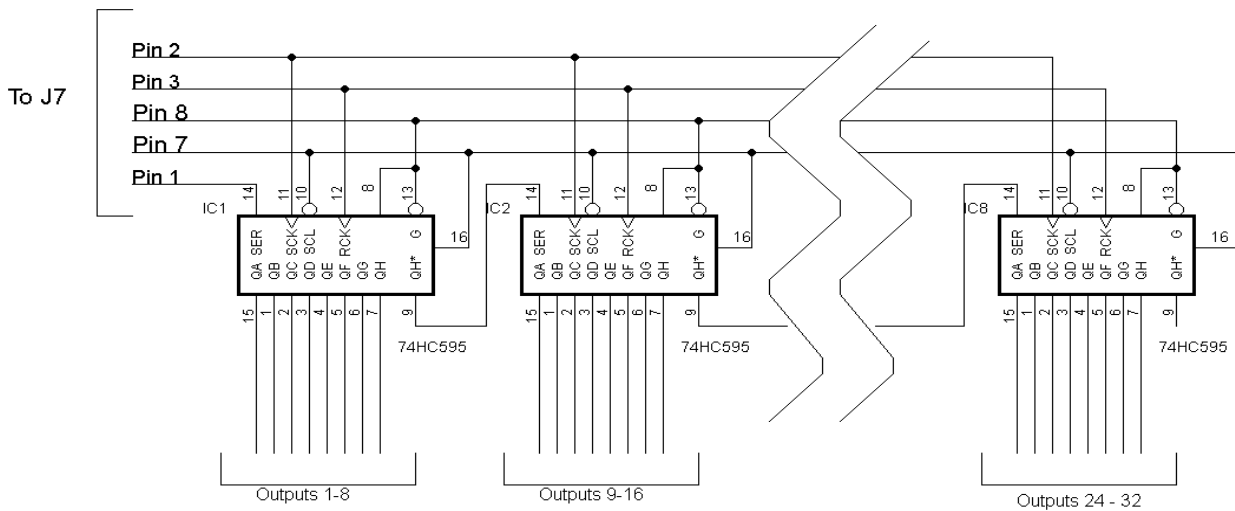 To J7
Pin 2
Pin 3
Pin 8
Pin 7
Pin 1
IC1
14
11
10
12
8
13
SER
SCK
SCL
RCK
G
16
QA
QB
QC
QD
QE
QF
QG
QH
QH*
15
1
2
3
4
5
6
7
9
74HC595
Outputs 1-8
IC2
14
11
10
12
8
13
SER
SCK
SCL
RCK
G
16
QA
QB
QC
QD
QE
QF
QG
QH
QH*
15
1
2
3
4
5
6
7
9
74HC595
Outputs 9-16
IC8
14
11
10
12
8
13
SER
SCK
SCL
RCK
G
16
QA
QB
QC
QD
QE
QF
QG
QH
QH*
15
1
2
3
4
5
6
7
9
74HC595
Outputs 24 - 32